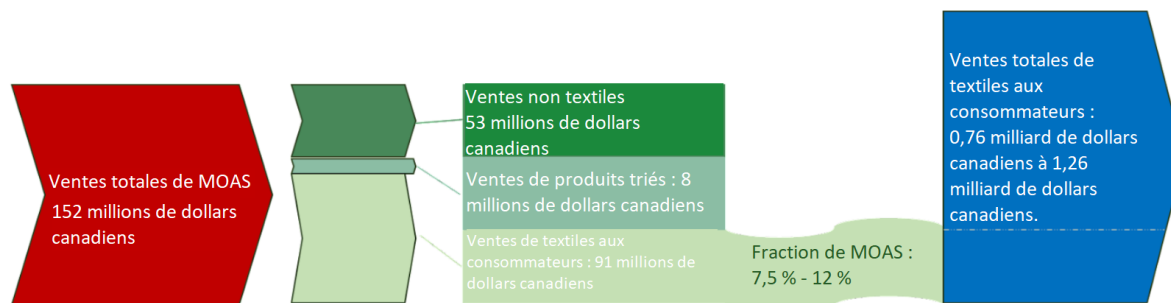 Ventes totales de MOAS
152 millions de dollars
canadiens
Ventes non textiles
53 millions de dollars
canadiens
Ventes de produits triés : 8
millions de dollars canadiens
Ventes de textiles aux
consommateurs : 91 millions de
dollars canadiens
Fraction de MOAS :
7,5 % - 12 %
Ventes totales de
textiles aux
consommateurs :
0,76 milliard de dollars
canadiens à 1,26
milliard de dollars
canadiens.